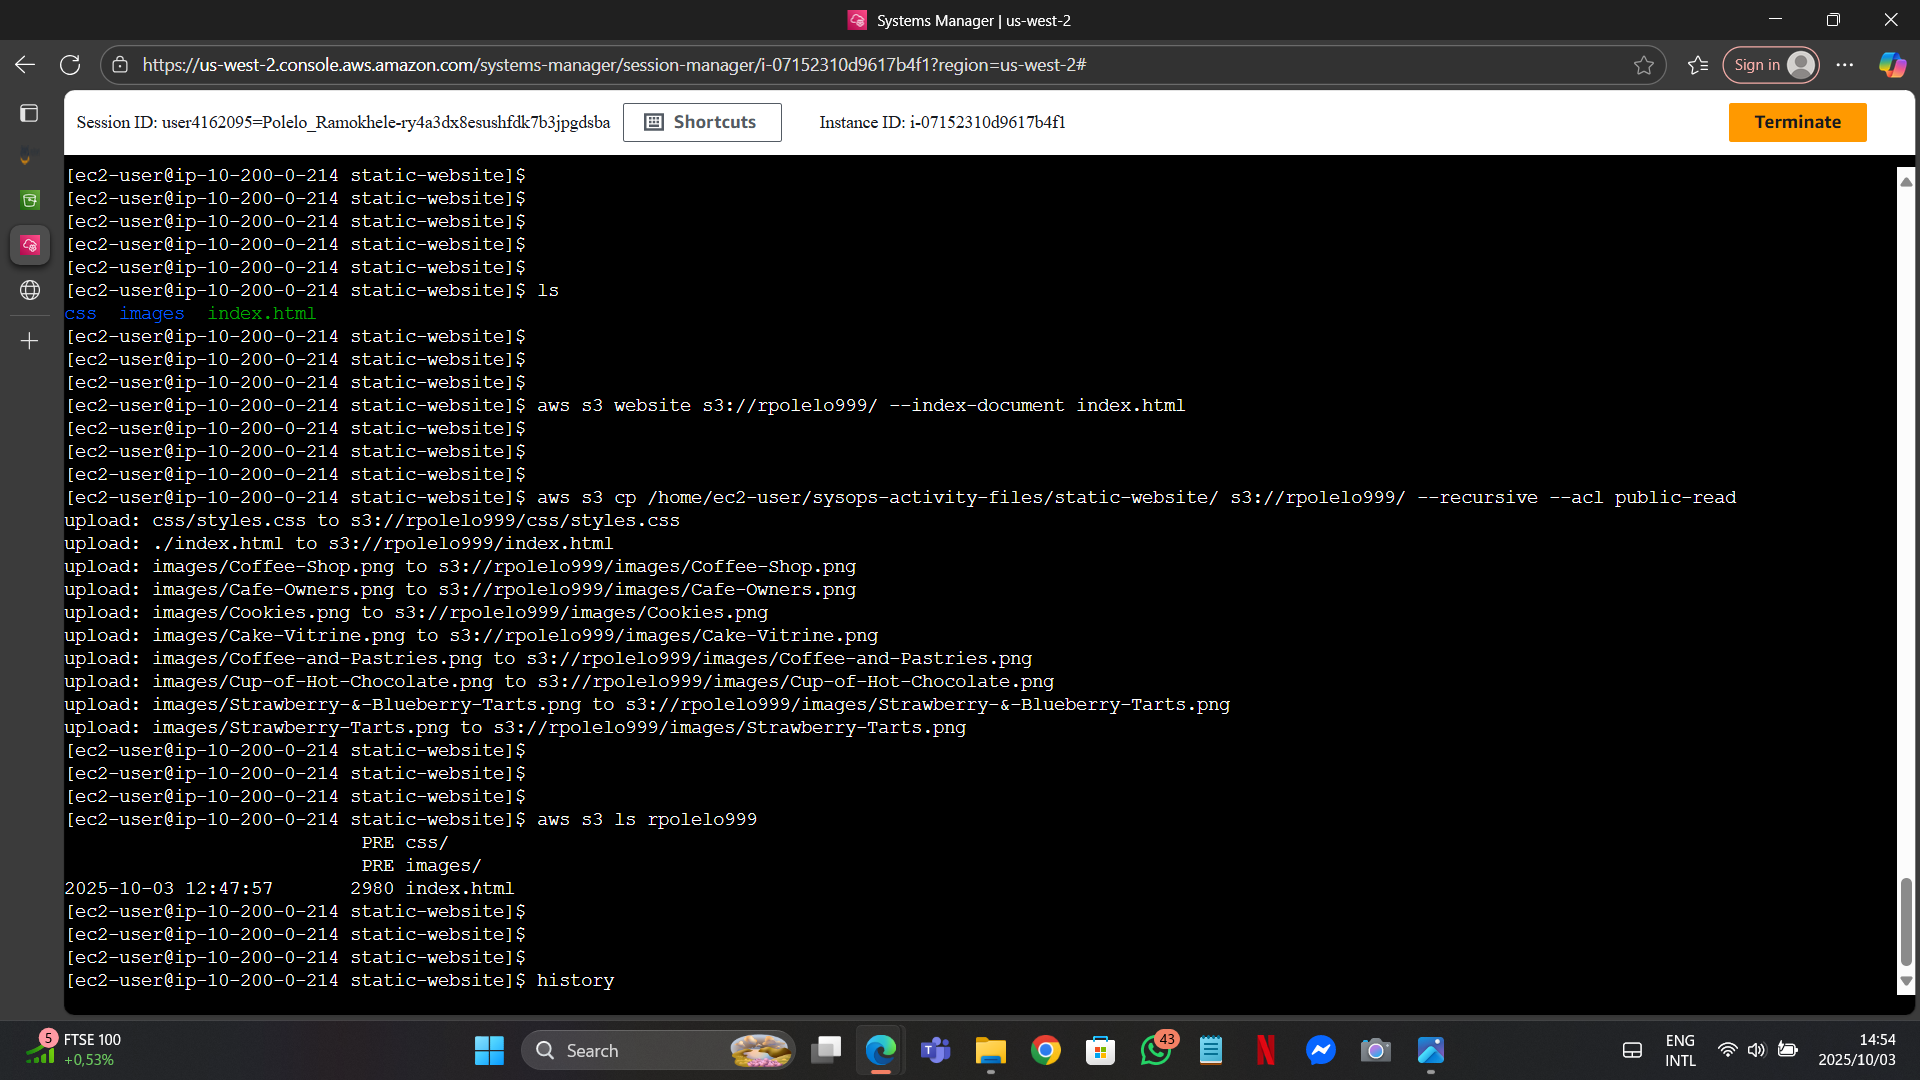 Systems Manager | us-west-2
https://us-west-2.console.aws.amazon.com/systems-manager/session-manager/i-07152310d9617b4f1?region=us-west-2#
Sign in
Session ID: user4162095=Polelo_Ramokhele-ry4a3dx8esushfdk7b3jpgdsba
Shortcuts
Instance ID: i-07152310d9617b4f1
Terminate
[ec2-user@ip-10-200-0-214 static-website]$
[ec2-user@ip-10-200-0-214 static-website]$
[ec2-user@ip-10-200-0-214 static-website]$
[ec2-user@ip-10-200-0-214 static-website]$
[ec2-user@ip-10-200-0-214 static-website]$
[ec2-user@ip-10-200-0-214 static-website]$ ls
css  images  index.html
[ec2-user@ip-10-200-0-214 static-website]$
[ec2-user@ip-10-200-0-214 static-website]$
[ec2-user@ip-10-200-0-214 static-website]$
[ec2-user@ip-10-200-0-214 static-website]$ aws s3 website s3://rpolelo999/ --index-document index.html
[ec2-user@ip-10-200-0-214 static-website]$
[ec2-user@ip-10-200-0-214 static-website]$
[ec2-user@ip-10-200-0-214 static-website]$
[ec2-user@ip-10-200-0-214 static-website]$ aws s3 cp /home/ec2-user/sysops-activity-files/static-website/ s3://rpolelo999/ --recursive --acl public-read
upload: css/styles.css to s3://rpolelo999/css/styles.css
upload: ./index.html to s3://rpolelo999/index.html
upload: images/Coffee-Shop.png to s3://rpolelo999/images/Coffee-Shop.png
upload: images/Cafe-Owners.png to s3://rpolelo999/images/Cafe-Owners.png
upload: images/Cookies.png to s3://rpolelo999/images/Cookies.png
upload: images/Cake-Vitrine.png to s3://rpolelo999/images/Cake-Vitrine.png
upload: images/Coffee-and-Pastries.png to s3://rpolelo999/images/Coffee-and-Pastries.png
upload: images/Cup-of-Hot-Chocolate.png to s3://rpolelo999/images/Cup-of-Hot-Chocolate.png
upload: images/Strawberry-&-Blueberry-Tarts.png to s3://rpolelo999/images/Strawberry-&-Blueberry-Tarts.png
upload: images/Strawberry-Tarts.png to s3://rpolelo999/images/Strawberry-Tarts.png
[ec2-user@ip-10-200-0-214 static-website]$
[ec2-user@ip-10-200-0-214 static-website]$
[ec2-user@ip-10-200-0-214 static-website]$
[ec2-user@ip-10-200-0-214 static-website]$ aws s3 ls rpolelo999
PRE css/
PRE images/
2025-10-03 12:47:57       2980 index.html
[ec2-user@ip-10-200-0-214 static-website]$
[ec2-user@ip-10-200-0-214 static-website]$
[ec2-user@ip-10-200-0-214 static-website]$
[ec2-user@ip-10-200-0-214 static-website]$ history
5
FTSE 100
+0,53%
Search
43
ENG
INTL
14:54
2025/10/03